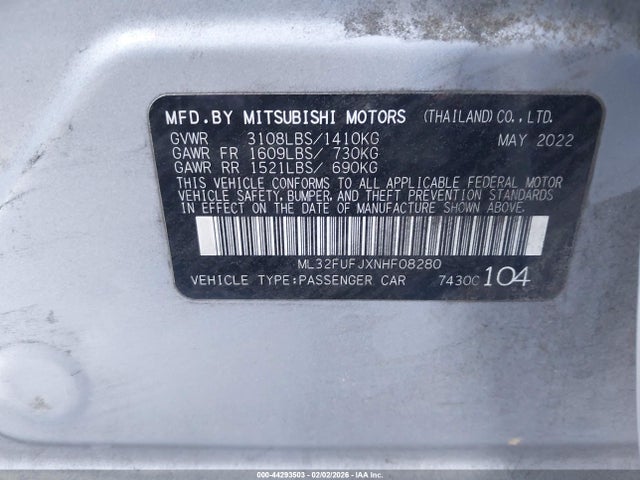 MFD.BY MITSUBISHI MOTORS (THAILAND)CO.,LTD.
GVWR 3108LBS/1410KG MAY 2022
GAWR FR 1609LBS/ 730KG
GAWR RR 1521LBS/ 690KG
THIS VEHICLE CONFORMS TO ALL APPLICABLE FEDERAL MOTOR
VEHICLE SAFETY,BUMPER,AND THEFT PREVENTION STANDARDS
IN EFFECT ON THE DATE OF MANUFACTURE SHOWN ABOVE.
ML32FUFJXNHF08280
VEHICLE TYPE:PASSENGER CAR 7430C 104
000-44293503 - 02/02/2026 - IAAI, Inc.